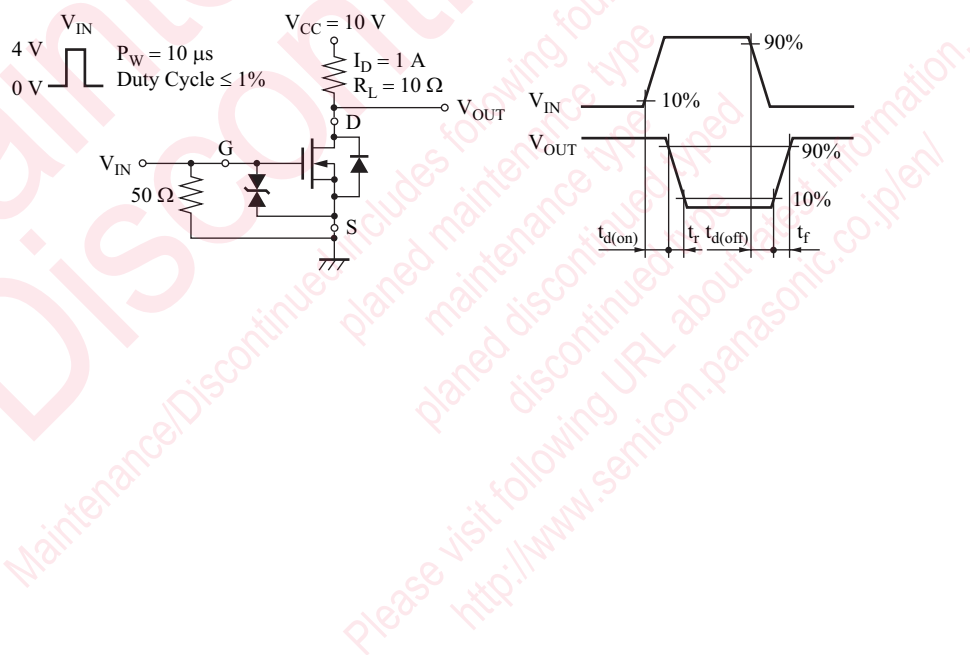 V_IN
4 V
0 V
P_W = 10 μs
Duty Cycle ≤ 1%
V_CC = 10 V
I_D = 1 A
R_L = 10 Ω
V_OUT
D
V_IN
G
50 Ω
S
V_IN
90%
10%
V_OUT
90%
10%
t_d(on)
t_r
t_d(off)
t_f
Maintenance/Discontinued includes following four
planed maintenance type
maintenance type
planed discontinued typed
discontinued type
Please visit following URL about latest information.
http://www.semicon.panasonic.co.jp/en/